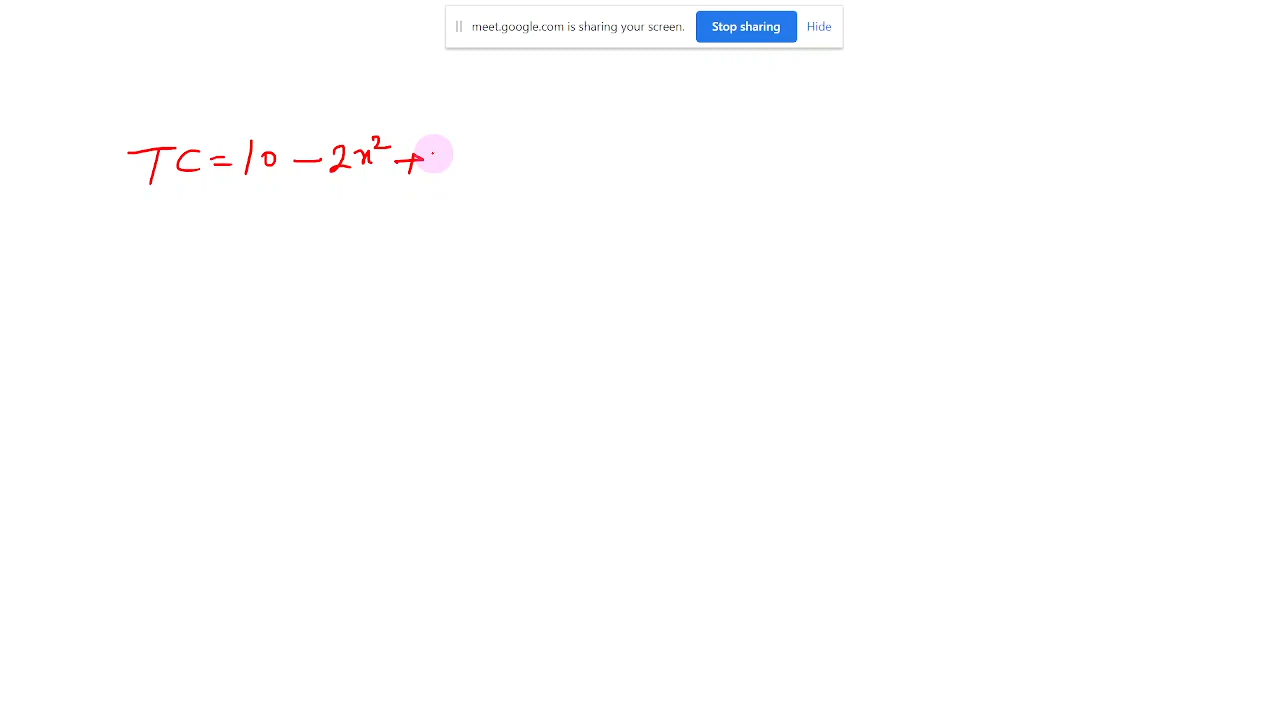 meet.google.com is sharing your screen. Stop sharing Hide
TC = 10 - 2x² +